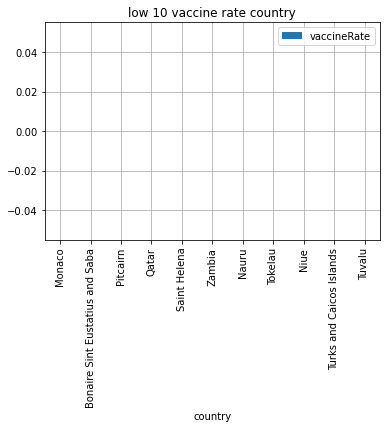 low 10 vaccine rate country
vaccineRate
0.04
0.02
0.00
−0.02
−0.04
Monaco
Bonaire Sint Eustatius and Saba
Pitcairn
Qatar
Saint Helena
Zambia
Nauru
Tokelau
Niue
Turks and Caicos Islands
Tuvalu
country